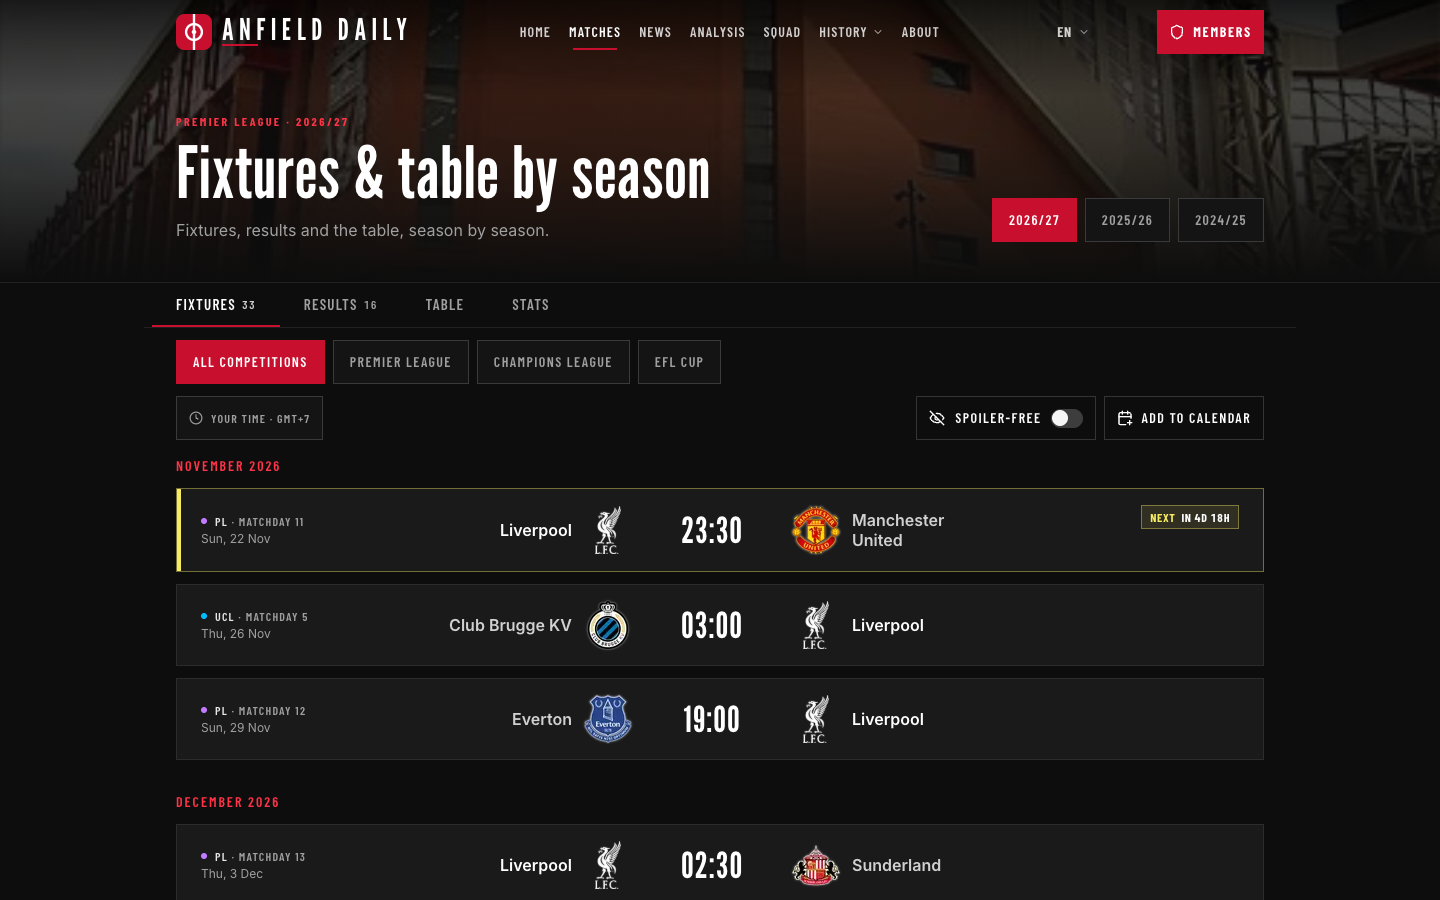 ANFIELD DAILY
HOME MATCHES NEWS ANALYSIS SQUAD HISTORY ABOUT
EN
MEMBERS
PREMIER LEAGUE · 2026/27
Fixtures & table by season
Fixtures, results and the table, season by season.
2026/27 2025/26 2024/25
FIXTURES 33 RESULTS 16 TABLE STATS
ALL COMPETITIONS PREMIER LEAGUE CHAMPIONS LEAGUE EFL CUP
YOUR TIME · GMT+7
SPOILER-FREE
ADD TO CALENDAR
NOVEMBER 2026
PL · MATCHDAY 11
Sun, 22 Nov
Liverpool
L.F.C.
23:30
MANCHESTER
UNITED
Manchester
United
NEXT IN 4D 18H
UCL · MATCHDAY 5
Thu, 26 Nov
Club Brugge KV
03:00
L.F.C.
Liverpool
PL · MATCHDAY 12
Sun, 29 Nov
Everton
Everton
19:00
L.F.C.
Liverpool
DECEMBER 2026
PL · MATCHDAY 13
Thu, 3 Dec
Liverpool
L.F.C.
02:30
Sunderland